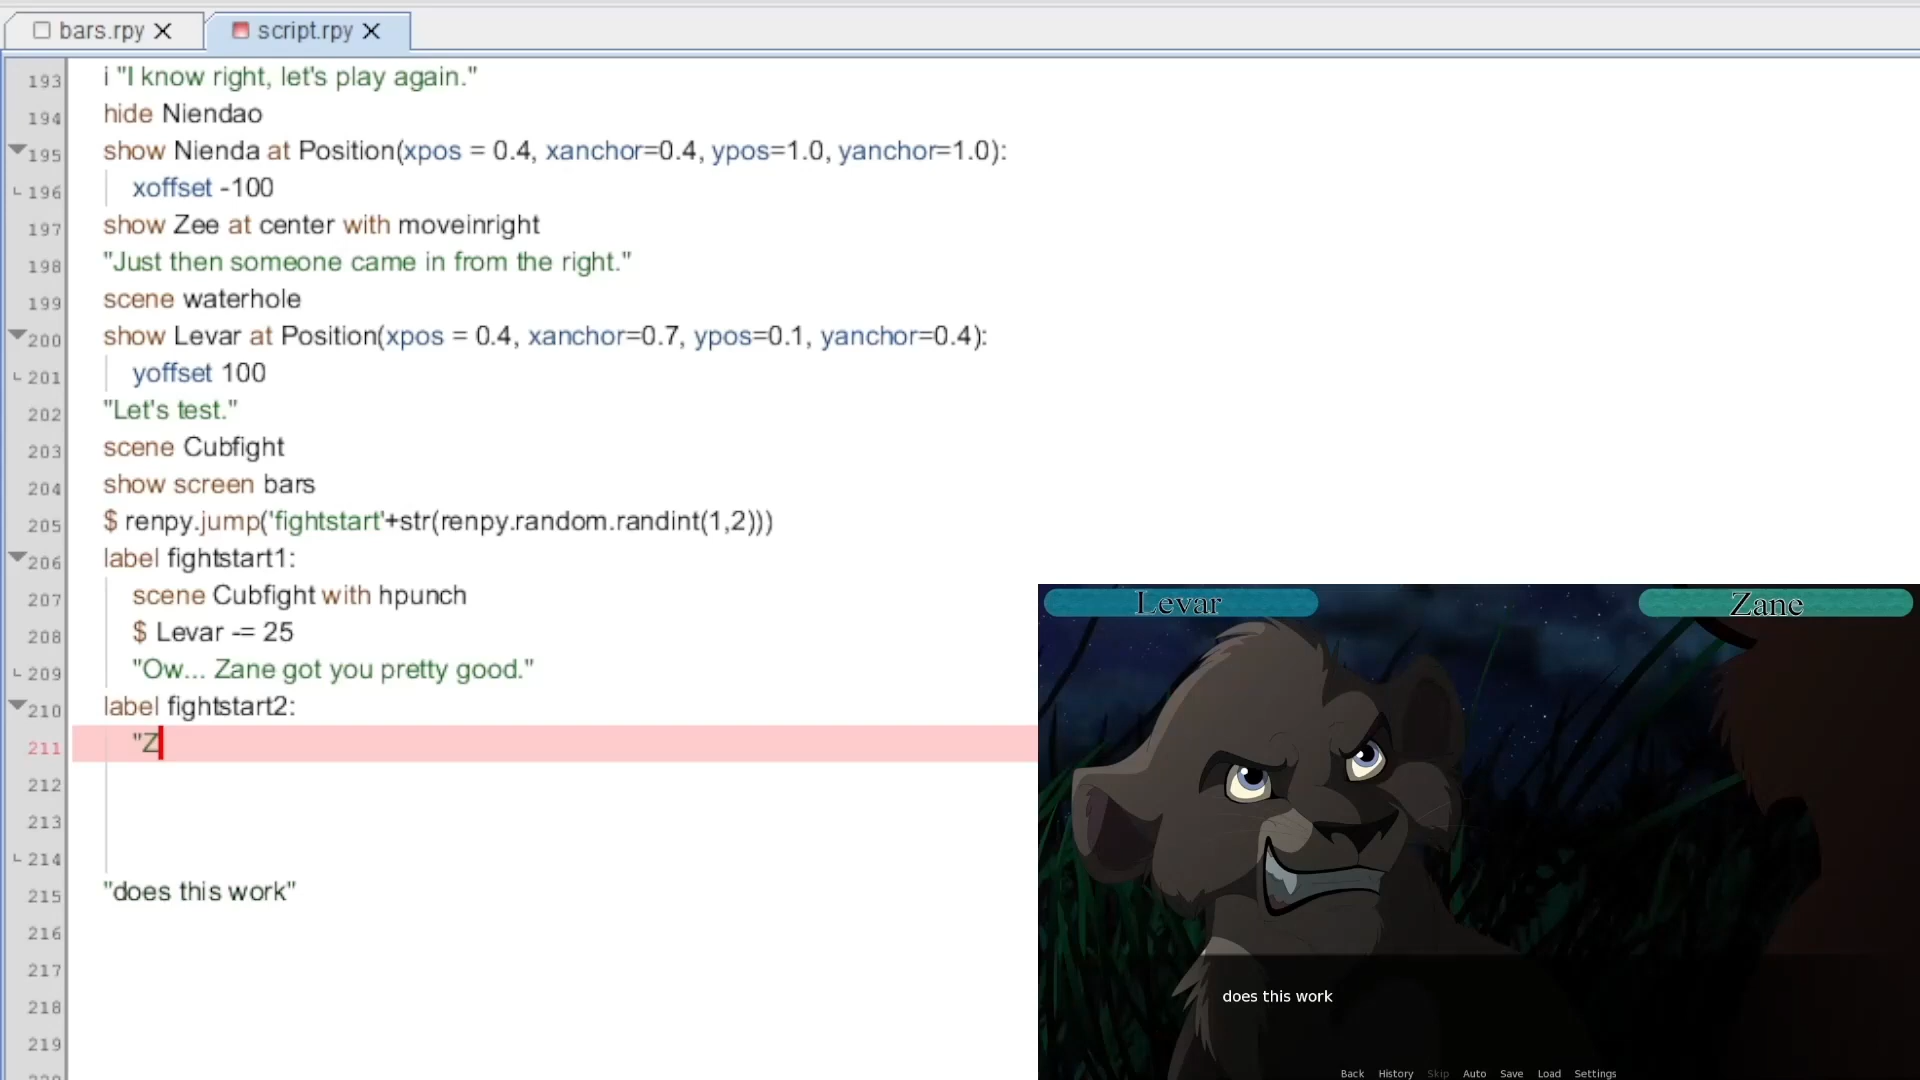 bars.rpy
script.rpy
193 i "I know right, let's play again."
194 hide Niendao
195 show Nienda at Position(xpos = 0.4, xanchor=0.4, ypos=1.0, yanchor=1.0):
196 xoffset -100
197 show Zee at center with moveinright
198 "Just then someone came in from the right."
199 scene waterhole
200 show Levar at Position(xpos = 0.4, xanchor=0.7, ypos=0.1, yanchor=0.4):
201 yoffset 100
202 "Let's test."
203 scene Cubfight
204 show screen bars
205 $ renpy.jump('fightstart'+str(renpy.random.randint(1,2)))
206 label fightstart1:
207 scene Cubfight with hpunch
208 $ Levar -= 25
209 "Ow... Zane got you pretty good."
210 label fightstart2:
211 "Z
212
213
214
215 "does this work"
216
217
218
219
Levar
Zane
does this work
Back History Skip Auto Save Load Settings